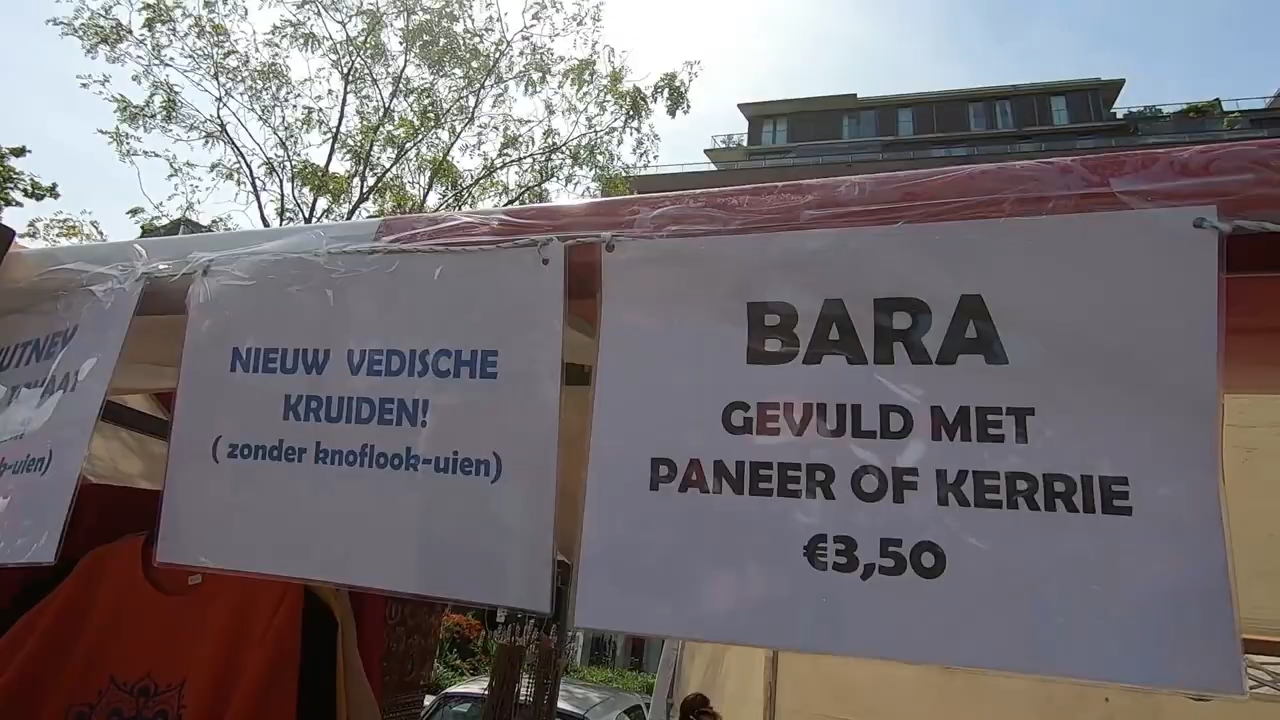 NIEUW VEDISCHE
KRUIDEN!
( zonder knoflook-uien)
BARA
GEVULD MET
PANEER OF KERRIE
€3,50